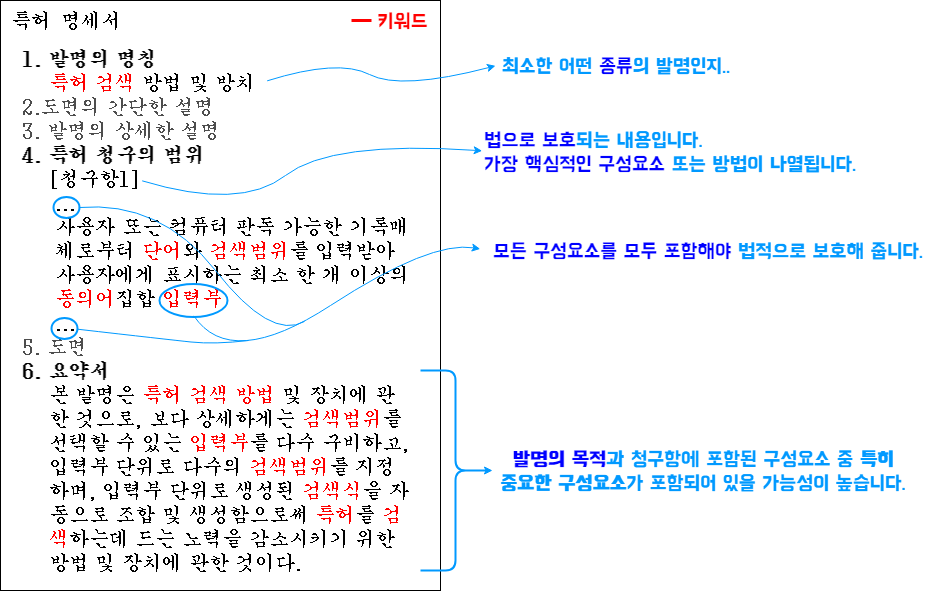 특허 명세서
━ 키워드
1. 발명의 명칭
특허 검색 방법 및 방치
2.도면의 간단한 설명
3. 발명의 상세한 설명
4. 특허 청구의 범위
[청구항1]
...
사용자 또는 컴퓨터 판독 가능한 기록매
체로부터 단어와 검색범위를 입력받아
사용자에게 표시하는 최소 한 개 이상의
동의어집합 입력부
...
5. 도면
6. 요약서
본 발명은 특허 검색 방법 및 장치에 관
한 것으로, 보다 상세하게는 검색범위를
선택할 수 있는 입력부를 다수 구비하고,
입력부 단위로 다수의 검색범위를 지정
하며, 입력부 단위로 생성된 검색식을 자
동으로 조합 및 생성함으로써 특허를 검
색하는데 드는 노력을 감소시키기 위한
방법 및 장치에 관한 것이다.
최소한 어떤 종류의 발명인지..
법으로 보호되는 내용입니다.
가장 핵심적인 구성요소 또는 방법이 나열됩니다.
모든 구성요소를 모두 포함해야 법적으로 보호해 줍니다.
발명의 목적과 청구항에 포함된 구성요소 중 특히
중요한 구성요소가 포함되어 있을 가능성이 높습니다.